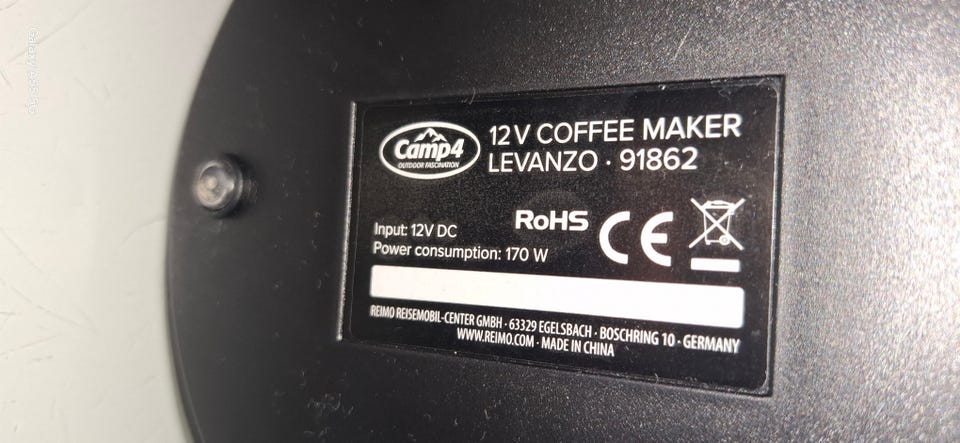 Camp4
OUTDOOR FASCINATION
12V COFFEE MAKER
LEVANZO · 91862
RoHS CE
Input: 12V DC
Power consumption: 170 W
REIMO REISEMOBIL-CENTER GMBH · 63329 EGELSBACH · BOSCHRING 10 · GERMANY
WWW.REIMO.COM · MADE IN CHINA